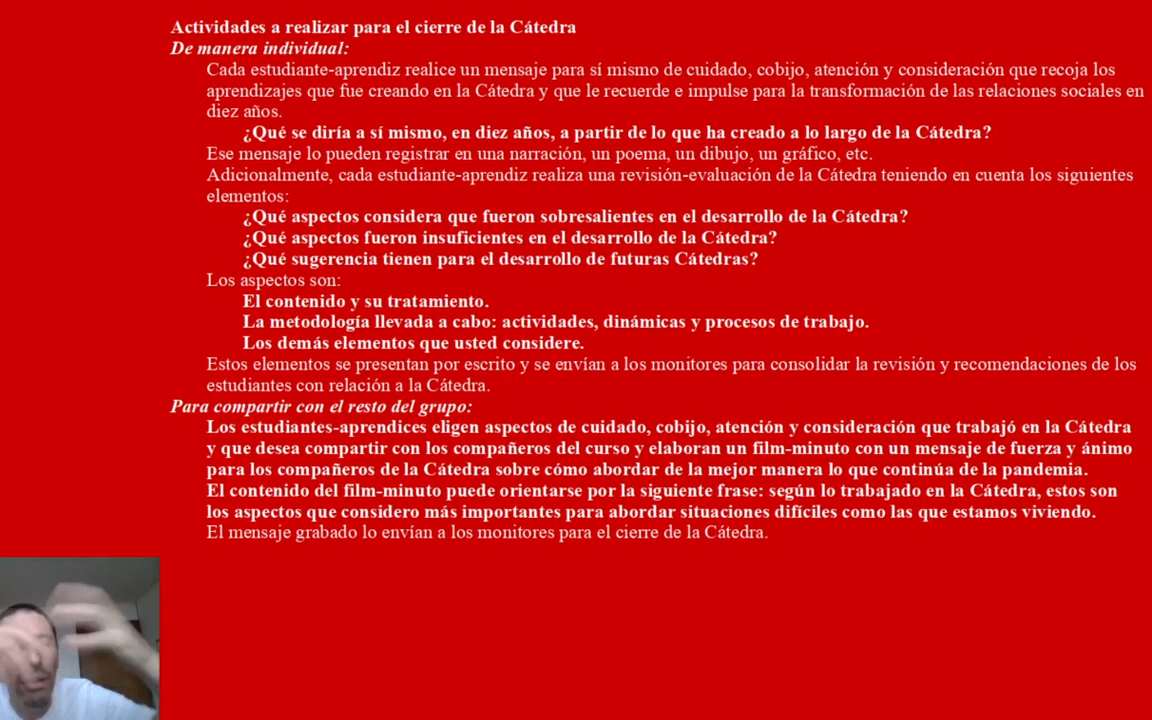 Actividades a realizar para el cierre de la Cátedra
De manera individual:
Cada estudiante-aprendiz realice un mensaje para sí mismo de cuidado, cobijo, atención y consideración que recoja los
aprendizajes que fue creando en la Cátedra y que le recuerde e impulse para la transformación de las relaciones sociales en
diez años.
¿Qué se diría a sí mismo, en diez años, a partir de lo que ha creado a lo largo de la Cátedra?
Ese mensaje lo pueden registrar en una narración, un poema, un dibujo, un gráfico, etc.
Adicionalmente, cada estudiante-aprendiz realiza una revisión-evaluación de la Cátedra teniendo en cuenta los siguientes
elementos:
¿Qué aspectos considera que fueron sobresalientes en el desarrollo de la Cátedra?
¿Qué aspectos fueron insuficientes en el desarrollo de la Cátedra?
¿Qué sugerencia tienen para el desarrollo de futuras Cátedras?
Los aspectos son:
El contenido y su tratamiento.
La metodología llevada a cabo: actividades, dinámicas y procesos de trabajo.
Los demás elementos que usted considere.
Estos elementos se presentan por escrito y se envían a los monitores para consolidar la revisión y recomendaciones de los
estudiantes con relación a la Cátedra.
Para compartir con el resto del grupo:
Los estudiantes-aprendices eligen aspectos de cuidado, cobijo, atención y consideración que trabajó en la Cátedra
y que desea compartir con los compañeros del curso y elaboran un film-minuto con un mensaje de fuerza y ánimo
para los compañeros de la Cátedra sobre cómo abordar de la mejor manera lo que continúa de la pandemia.
El contenido del film-minuto puede orientarse por la siguiente frase: según lo trabajado en la Cátedra, estos son
los aspectos que considero más importantes para abordar situaciones difíciles como las que estamos viviendo.
El mensaje grabado lo envían a los monitores para el cierre de la Cátedra.